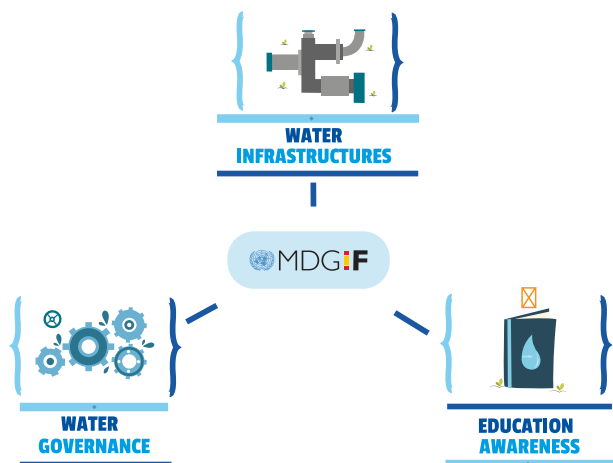 WATER
INFRASTRUCTURES
MDG:F
WATER
GOVERNANCE
EDUCATION
AWARENESS